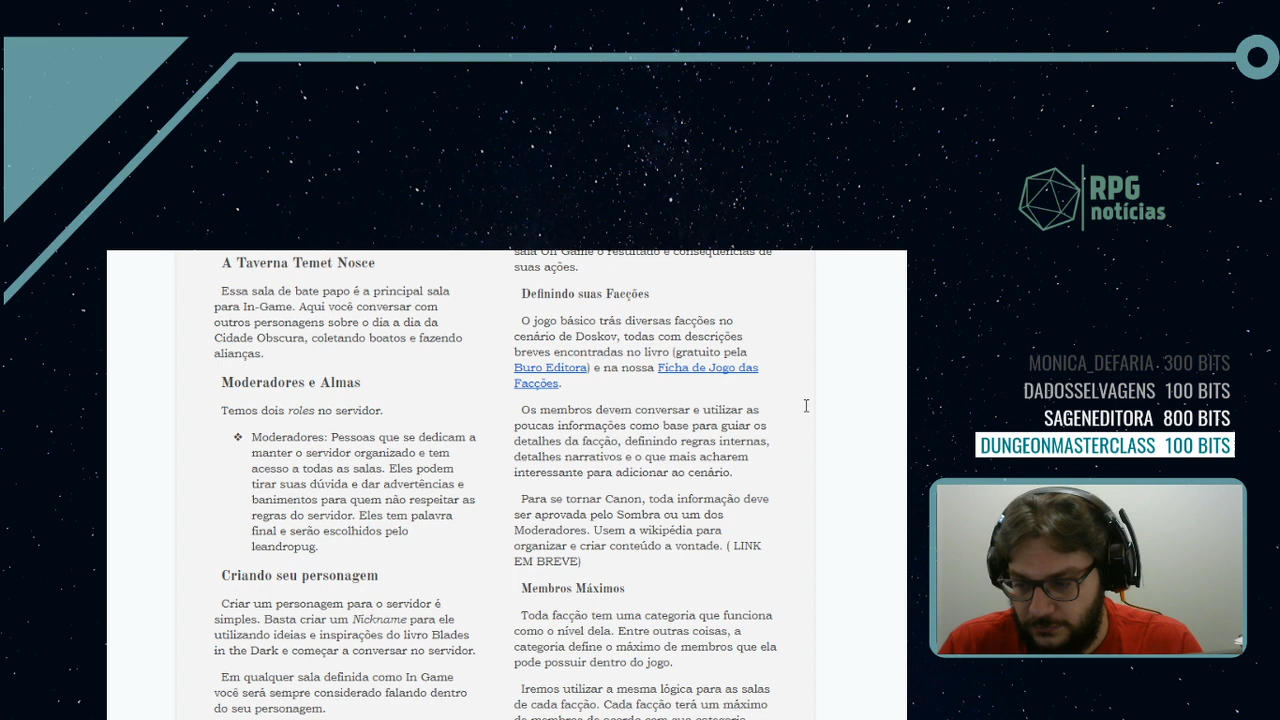 A Taverna Temet Nosce
Essa sala de bate papo é a principal sala
para In-Game. Aqui você conversar com
outros personagens sobre o dia a dia da
Cidade Obscura, coletando boatos e fazendo
alianças.
Moderadores e Almas
Temos dois roles no servidor.
❖ Moderadores: Pessoas que se dedicam a
manter o servidor organizado e tem
acesso a todas as salas. Eles podem
tirar suas dúvida e dar advertências e
banimentos para quem não respeitar as
regras do servidor. Eles tem palavra
final e serão escolhidos pelo
leandropug.
Criando seu personagem
Criar um personagem para o servidor é
simples. Basta criar um Nickname para ele
utilizando ideias e inspirações do livro Blades
in the Dark e começar a conversar no servidor.
Em qualquer sala definida como In Game
você será sempre considerado falando dentro
do seu personagem.
sala On Game o resultado e consequências de
suas ações.
Definindo suas Facções
O jogo básico trás diversas facções no
cenário de Doskov, todas com descrições
breves encontradas no livro (gratuito pela
Buro Editora) e na nossa Ficha de Jogo das
Facções.
Os membros devem conversar e utilizar as
poucas informações como base para guiar os
detalhes da facção, definindo regras internas,
detalhes narrativos e o que mais acharem
interessante para adicionar ao cenário.
Para se tornar Canon, toda informação deve
ser aprovada pelo Sombra ou um dos
Moderadores. Usem a wikipédia para
organizar e criar conteúdo a vontade. ( LINK
EM BREVE)
Membros Máximos
Toda facção tem uma categoria que funciona
como o nível dela. Entre outras coisas, a
categoria define o máximo de membros que ela
pode possuir dentro do jogo.
Iremos utilizar a mesma lógica para as salas
de cada facção. Cada facção terá um máximo
de membros de acordo com sua categoria
RPG
notícias
MONICA_DEFARIA 300 BITS
DADOSSELVAGENS 100 BITS
SAGENEDITORA 800 BITS
DUNGEONMASTERCLASS 100 BITS